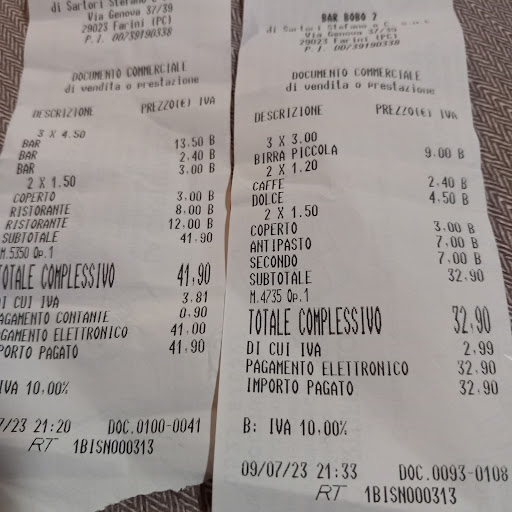 di Sartori Stefano
Via Genova 37/39
29023 Farini (PC)
P. I. 00739190338
DOCUMENTO COMMERCIALE
di vendita o prestazione
DESCRIZIONE PREZZO(€) IVA
3 X 4.50
BAR 13.50 B
BAR 2.40 B
BAR 3.00 B
2 X 1.50
COPERTO 3.00 B
RISTORANTE 8.00 B
RISTORANTE 12.00 B
SUBTOTALE 41.90
M.5350 Op.1
TOTALE COMPLESSIVO 41,90
DI CUI IVA 3.81
PAGAMENTO CONTANTE 0.90
PAGAMENTO ELETTRONICO 41.00
IMPORTO PAGATO 41.90
IVA 10,00%
7/23 21:20 DOC.0100-0041
RT 1BISN000313
BAR BOBO 2
di Sartori Stefano e C.
Via Genova 37/39
29023 Farini (PC)
P. I. 00739190338
DOCUMENTO COMMERCIALE
di vendita o prestazione
DESCRIZIONE PREZZO(€) IVA
3 X 3.00
BIRRA PICCOLA 9.00 B
2 X 1.20
CAFFE 2.40 B
DOLCE 4.50 B
2 X 1.50
COPERTO 3.00 B
ANTIPASTO 7.00 B
SECONDO 7.00 B
SUBTOTALE 32.90
M.4735 Op.1
TOTALE COMPLESSIVO 32,90
DI CUI IVA 2.99
PAGAMENTO ELETTRONICO 32.90
IMPORTO PAGATO 32.90
B: IVA 10,00%
09/07/23 21:33 DOC.0093-0108
RT 1BISN000313